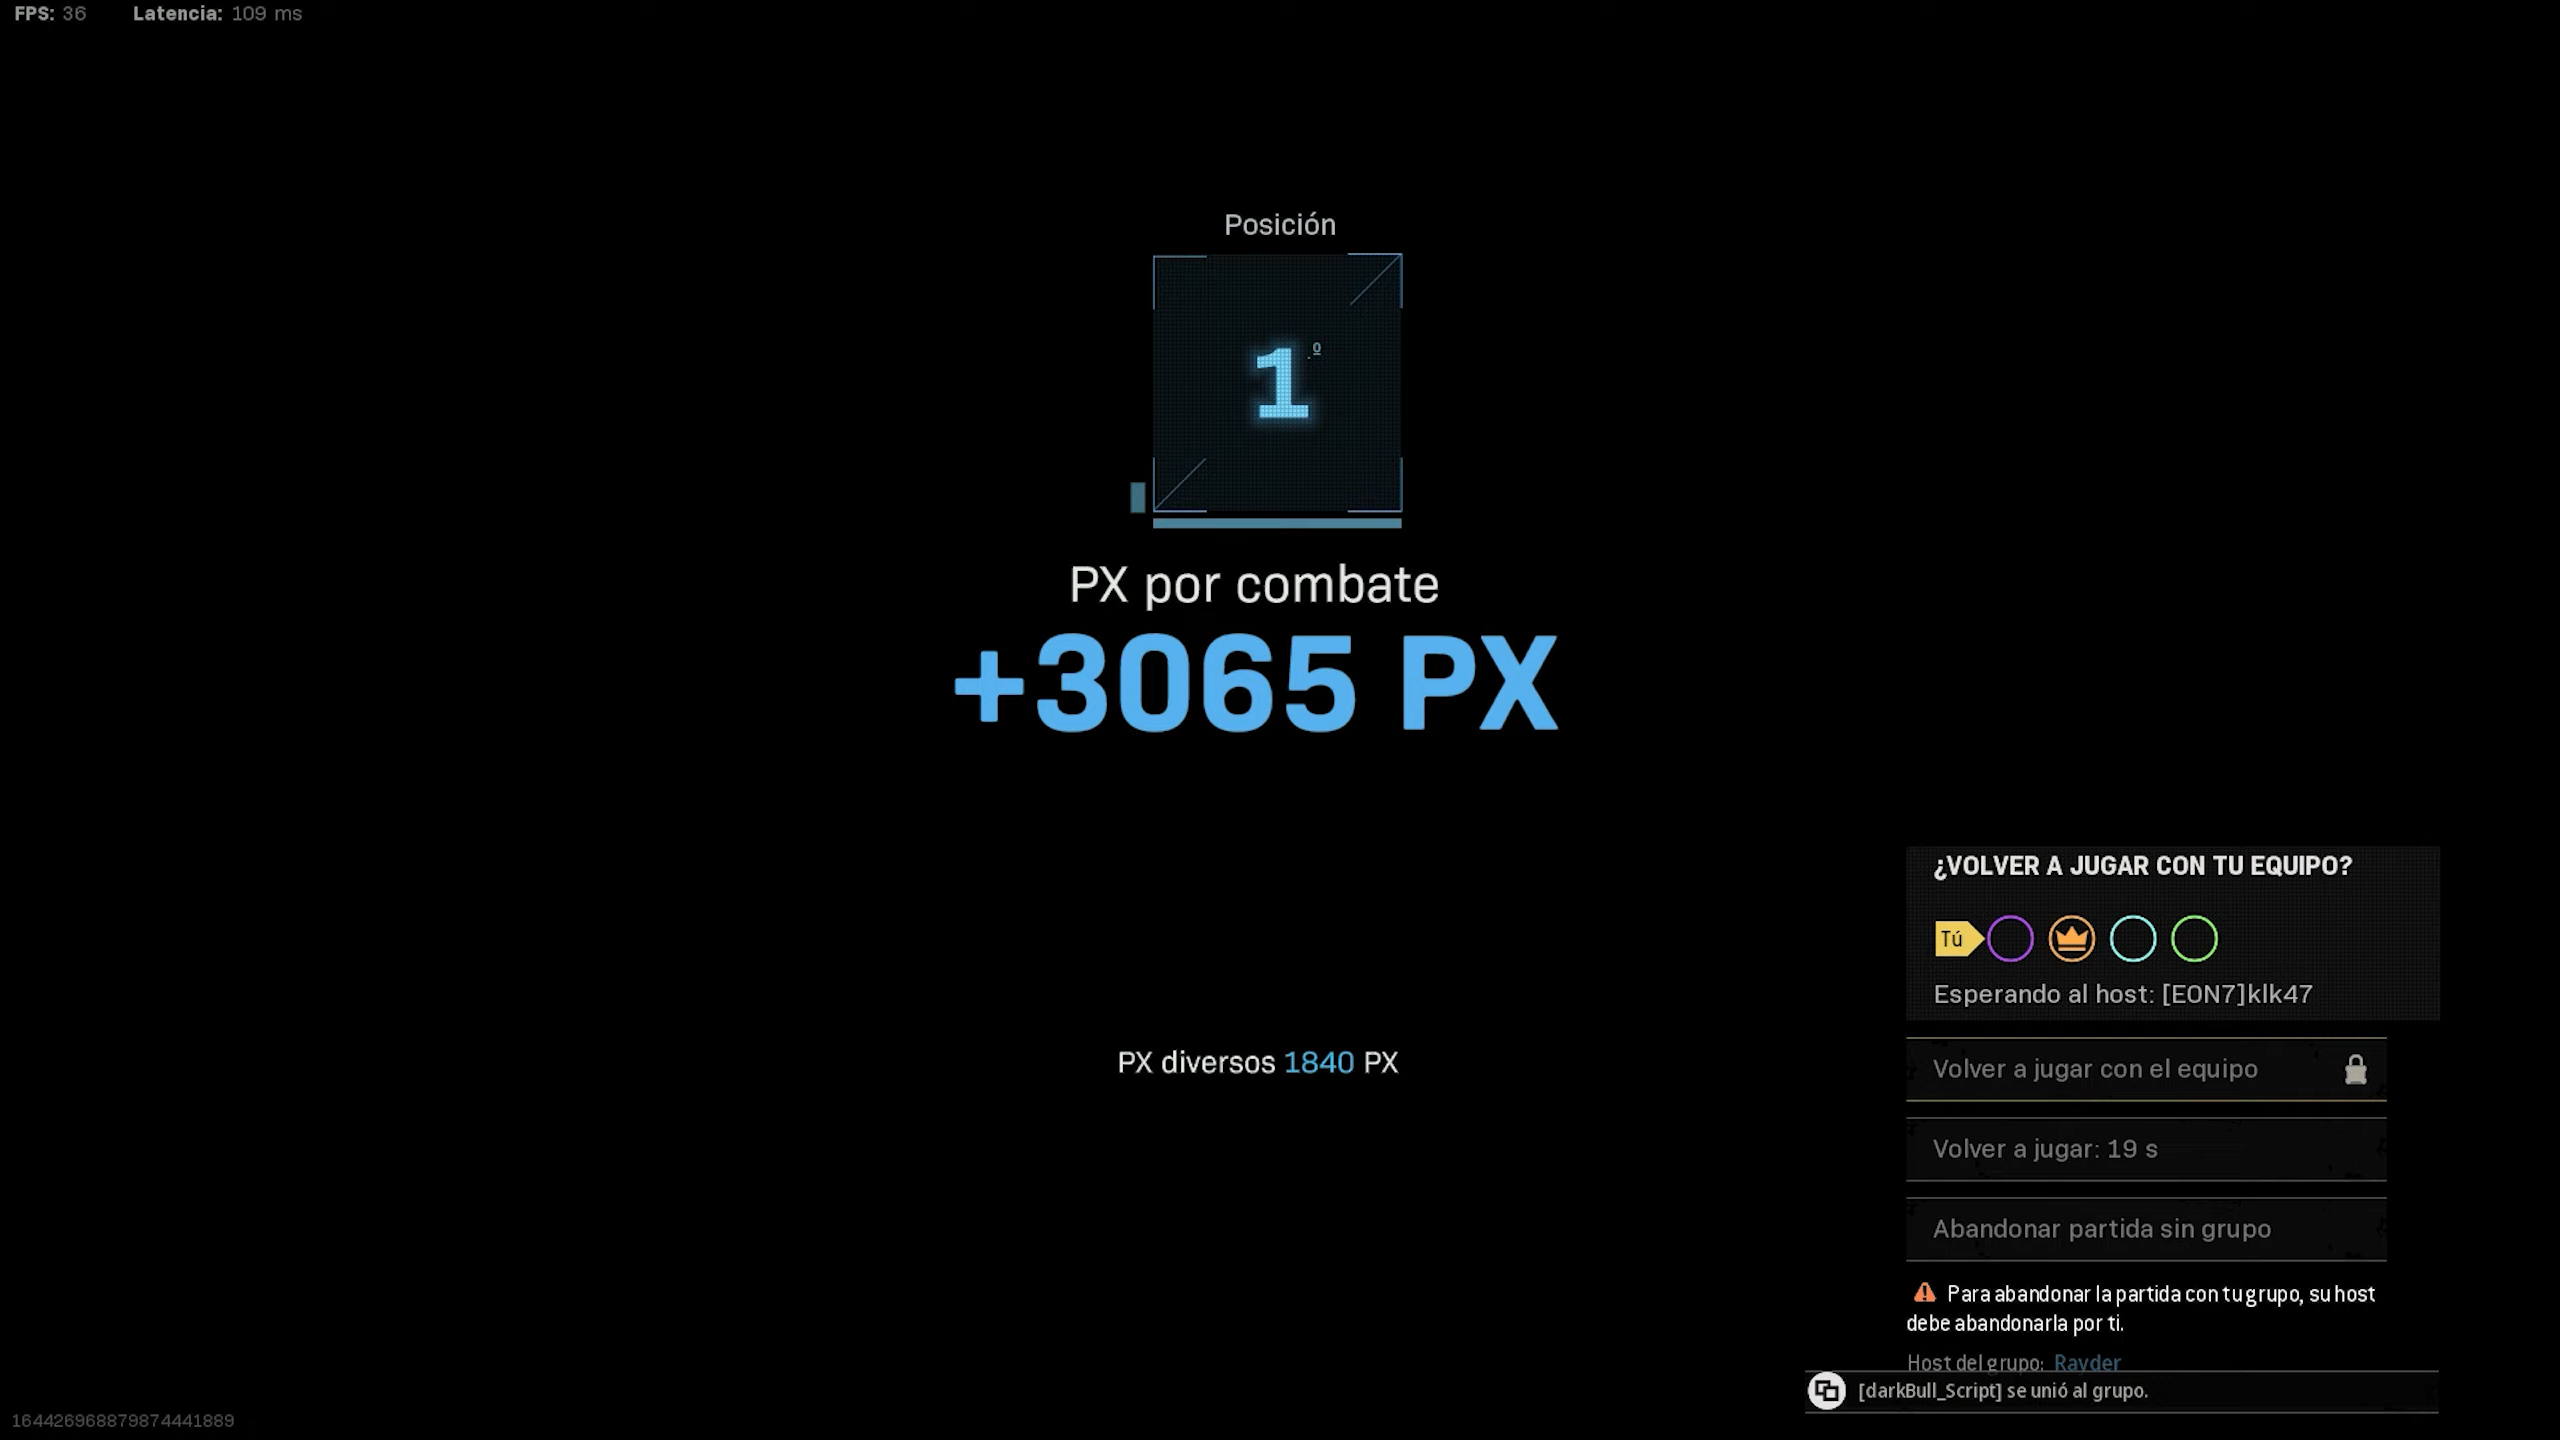 FPS: 36 Latencia: 109 ms
Posición
1.º
PX por combate
+3065 PX
PX diversos 1840 PX
¿VOLVER A JUGAR CON TU EQUIPO?
Tú
Esperando al host: [EON7]klk47
Volver a jugar con el equipo
Volver a jugar: 19 s
Abandonar partida sin grupo
Para abandonar la partida con tu grupo, su host
debe abandonarla por ti.
Host del grupo: Rayder
[darkBull_Script] se unió al grupo.
164426968879874441889